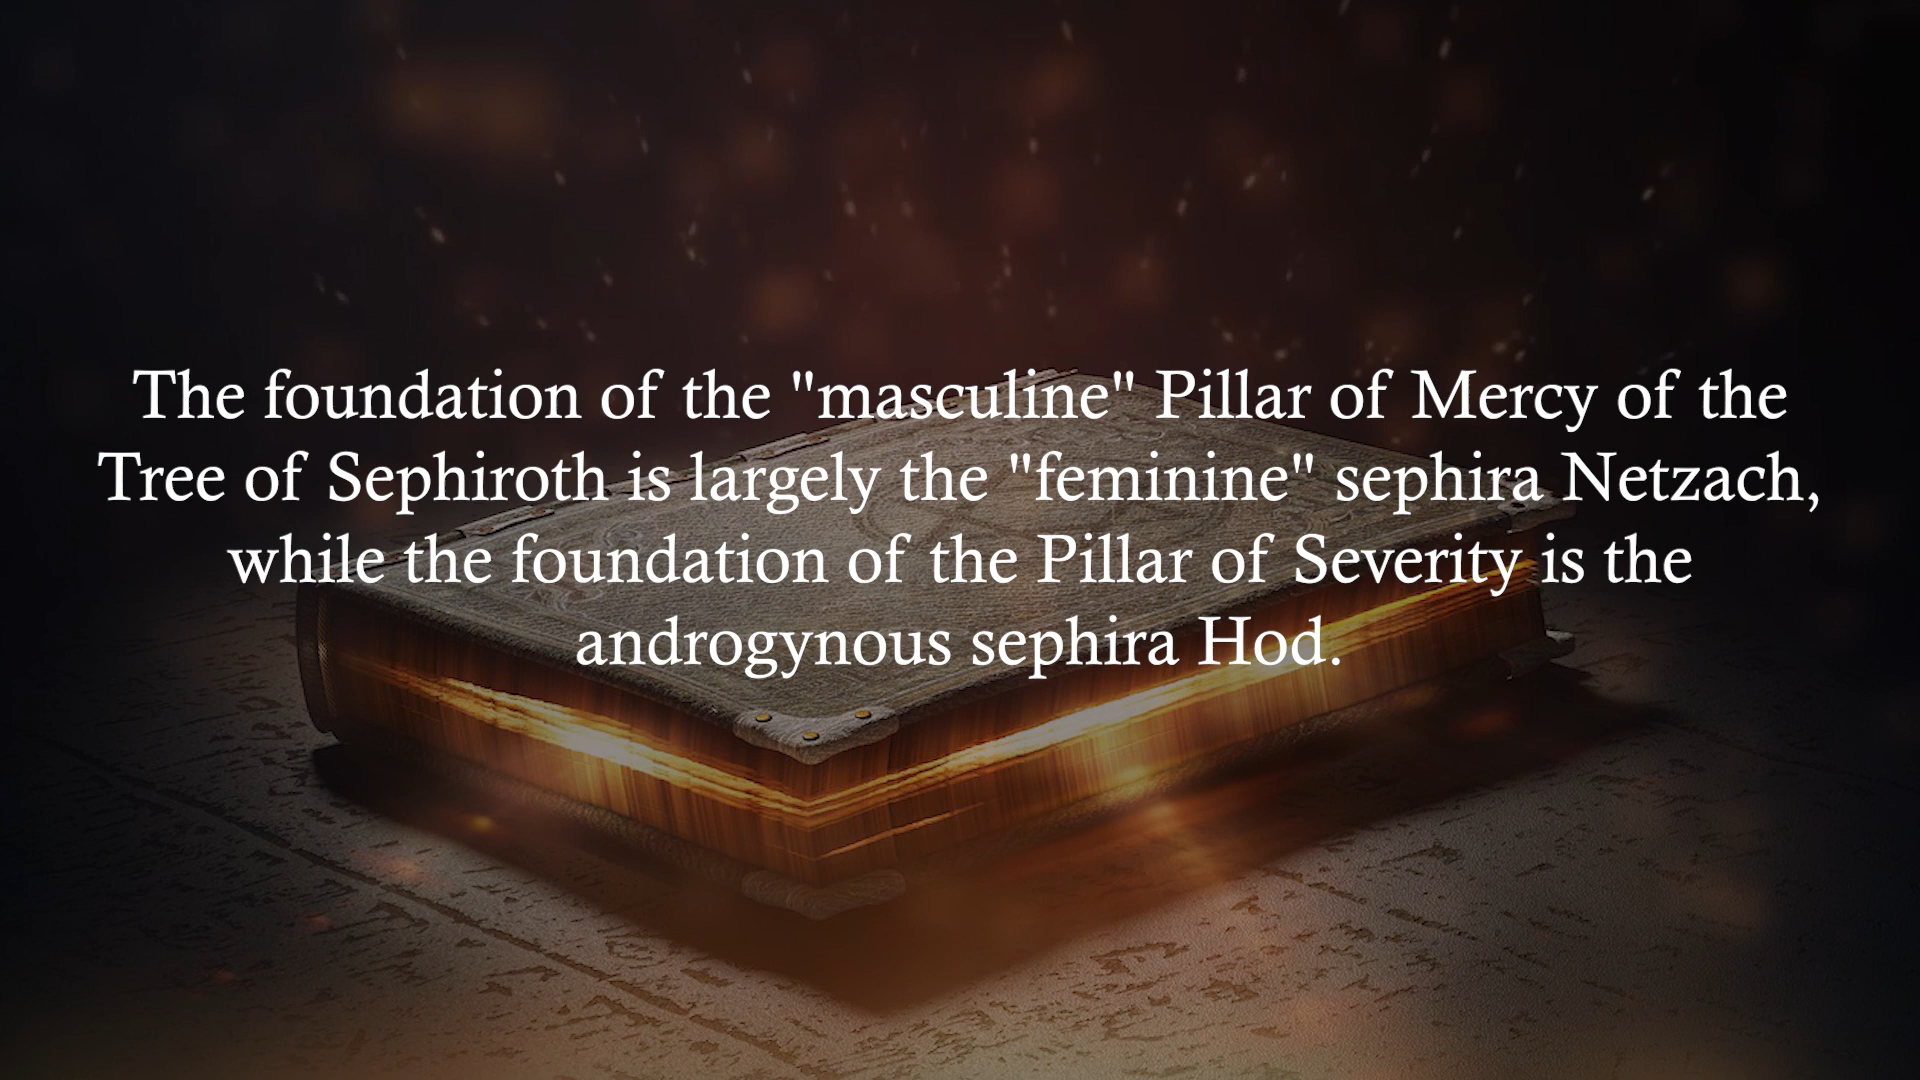 The foundation of the "masculine" Pillar of Mercy of the
Tree of Sephiroth is largely the "feminine" sephira Netzach,
while the foundation of the Pillar of Severity is the
androgynous sephira Hod.